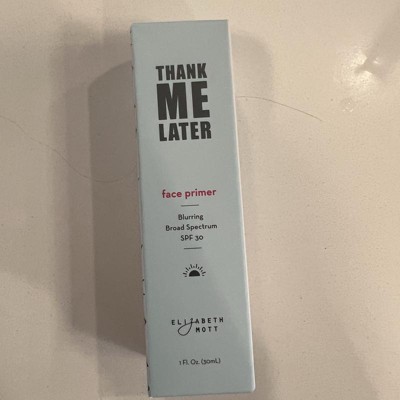 THANK
ME
LATER
face primer
Blurring
Broad Spectrum
SPF 30
ELIZABETH
MOTT
1 Fl. Oz. (30mL)